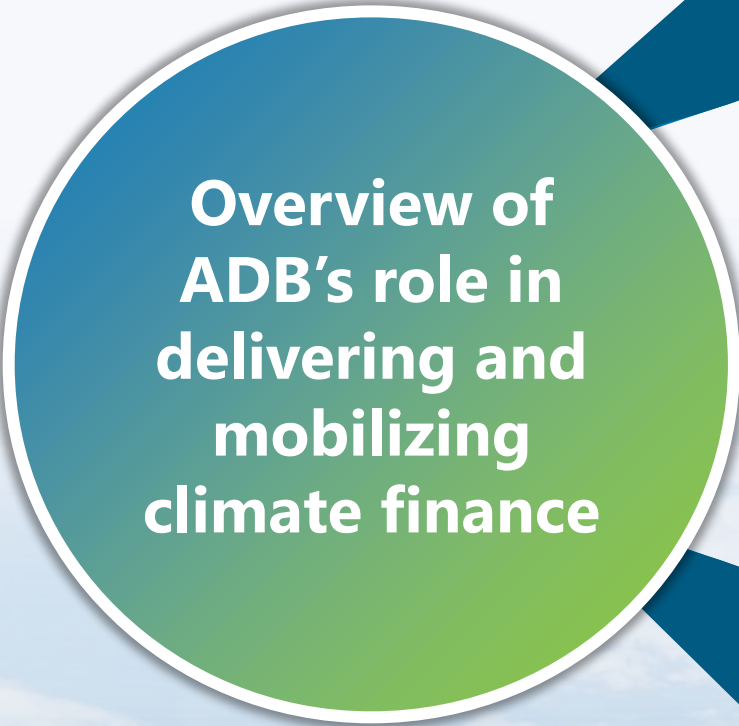 Overview of
ADB’s role in
delivering and
mobilizing
climate finance